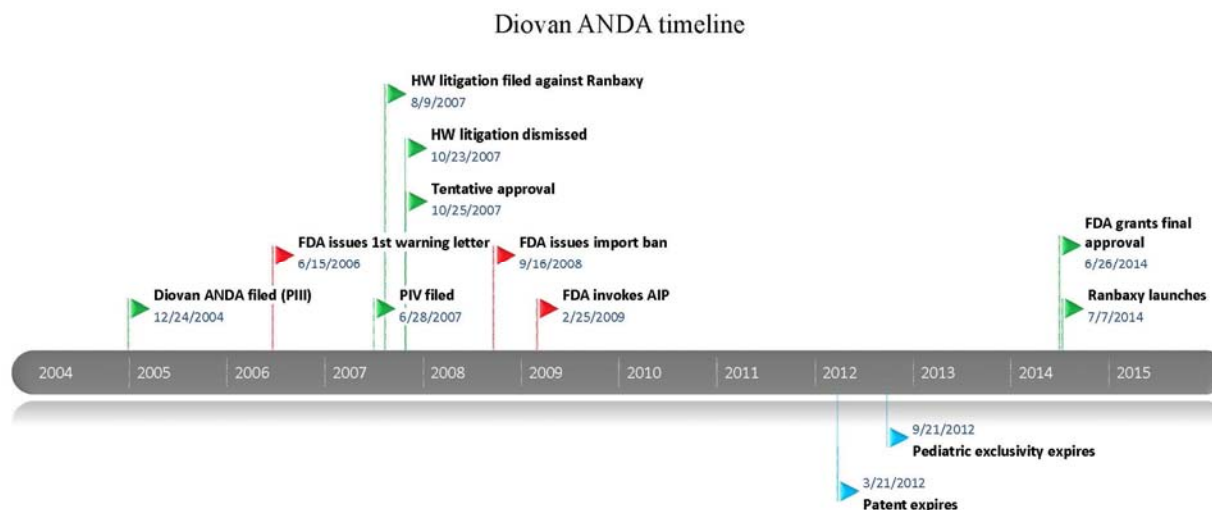 Diovan ANDA timeline
HW litigation filed against Ranbaxy
8/9/2007
HW litigation dismissed
10/23/2007
Tentative approval
10/25/2007
FDA issues 1st warning letter
6/15/2006
FDA issues import ban
9/16/2008
FDA grants final
approval
6/26/2014
Diovan ANDA filed (PIII)
12/24/2004
PIV filed
6/28/2007
FDA invokes AIP
2/25/2009
Ranbaxy launches
7/7/2014
2004 2005 2006 2007 2008 2009 2010 2011 2012 2013 2014 2015
9/21/2012
Pediatric exclusivity expires
3/21/2012
Patent expires